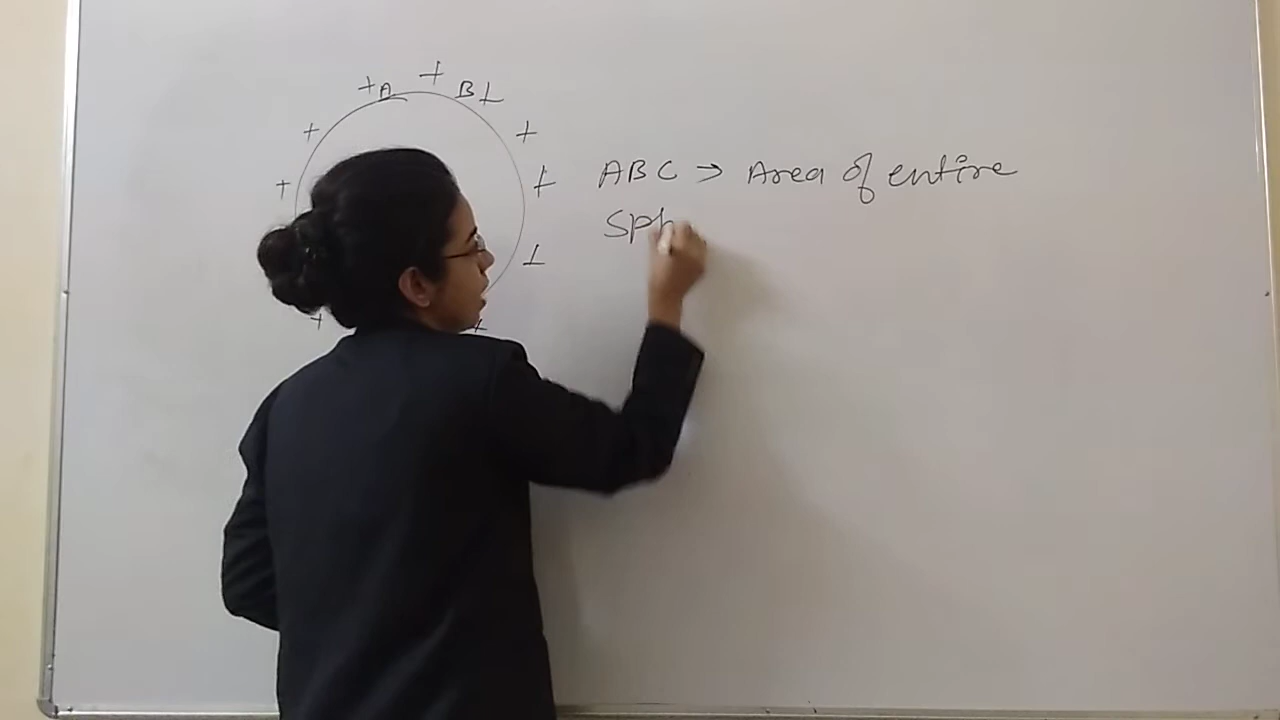 + A + B +
+ +
+ + ABC → Area of entire
Sph
+
+ +